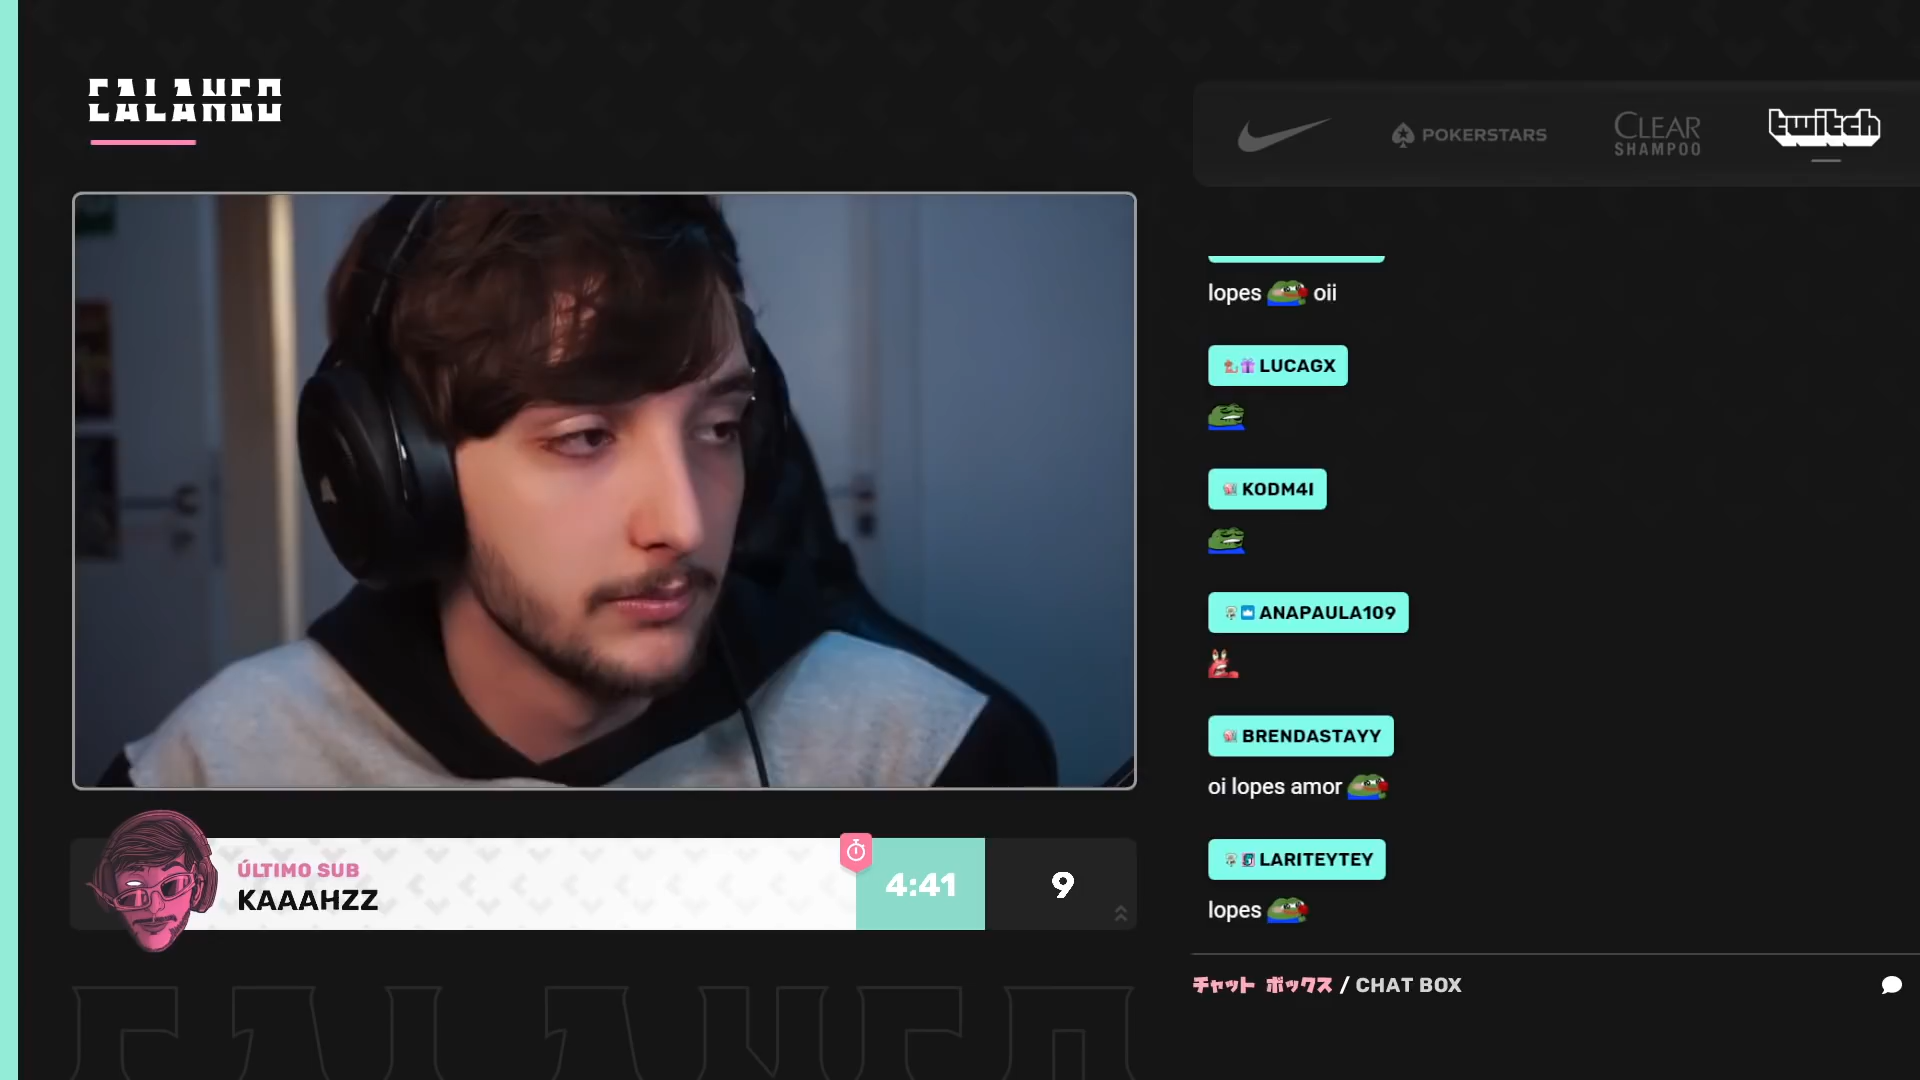 CALANGO
POKERSTARS
CLEAR
SHAMPOO
twitch
lopes oii
LUCAGX
KODM4I
ANAPAULA109
BRENDASTAYY
oi lopes amor
LARITEYTEY
lopes
チャット ボックス / CHAT BOX
ÚLTIMO SUB
KAAAHZZ
4:41
9
CALANGO